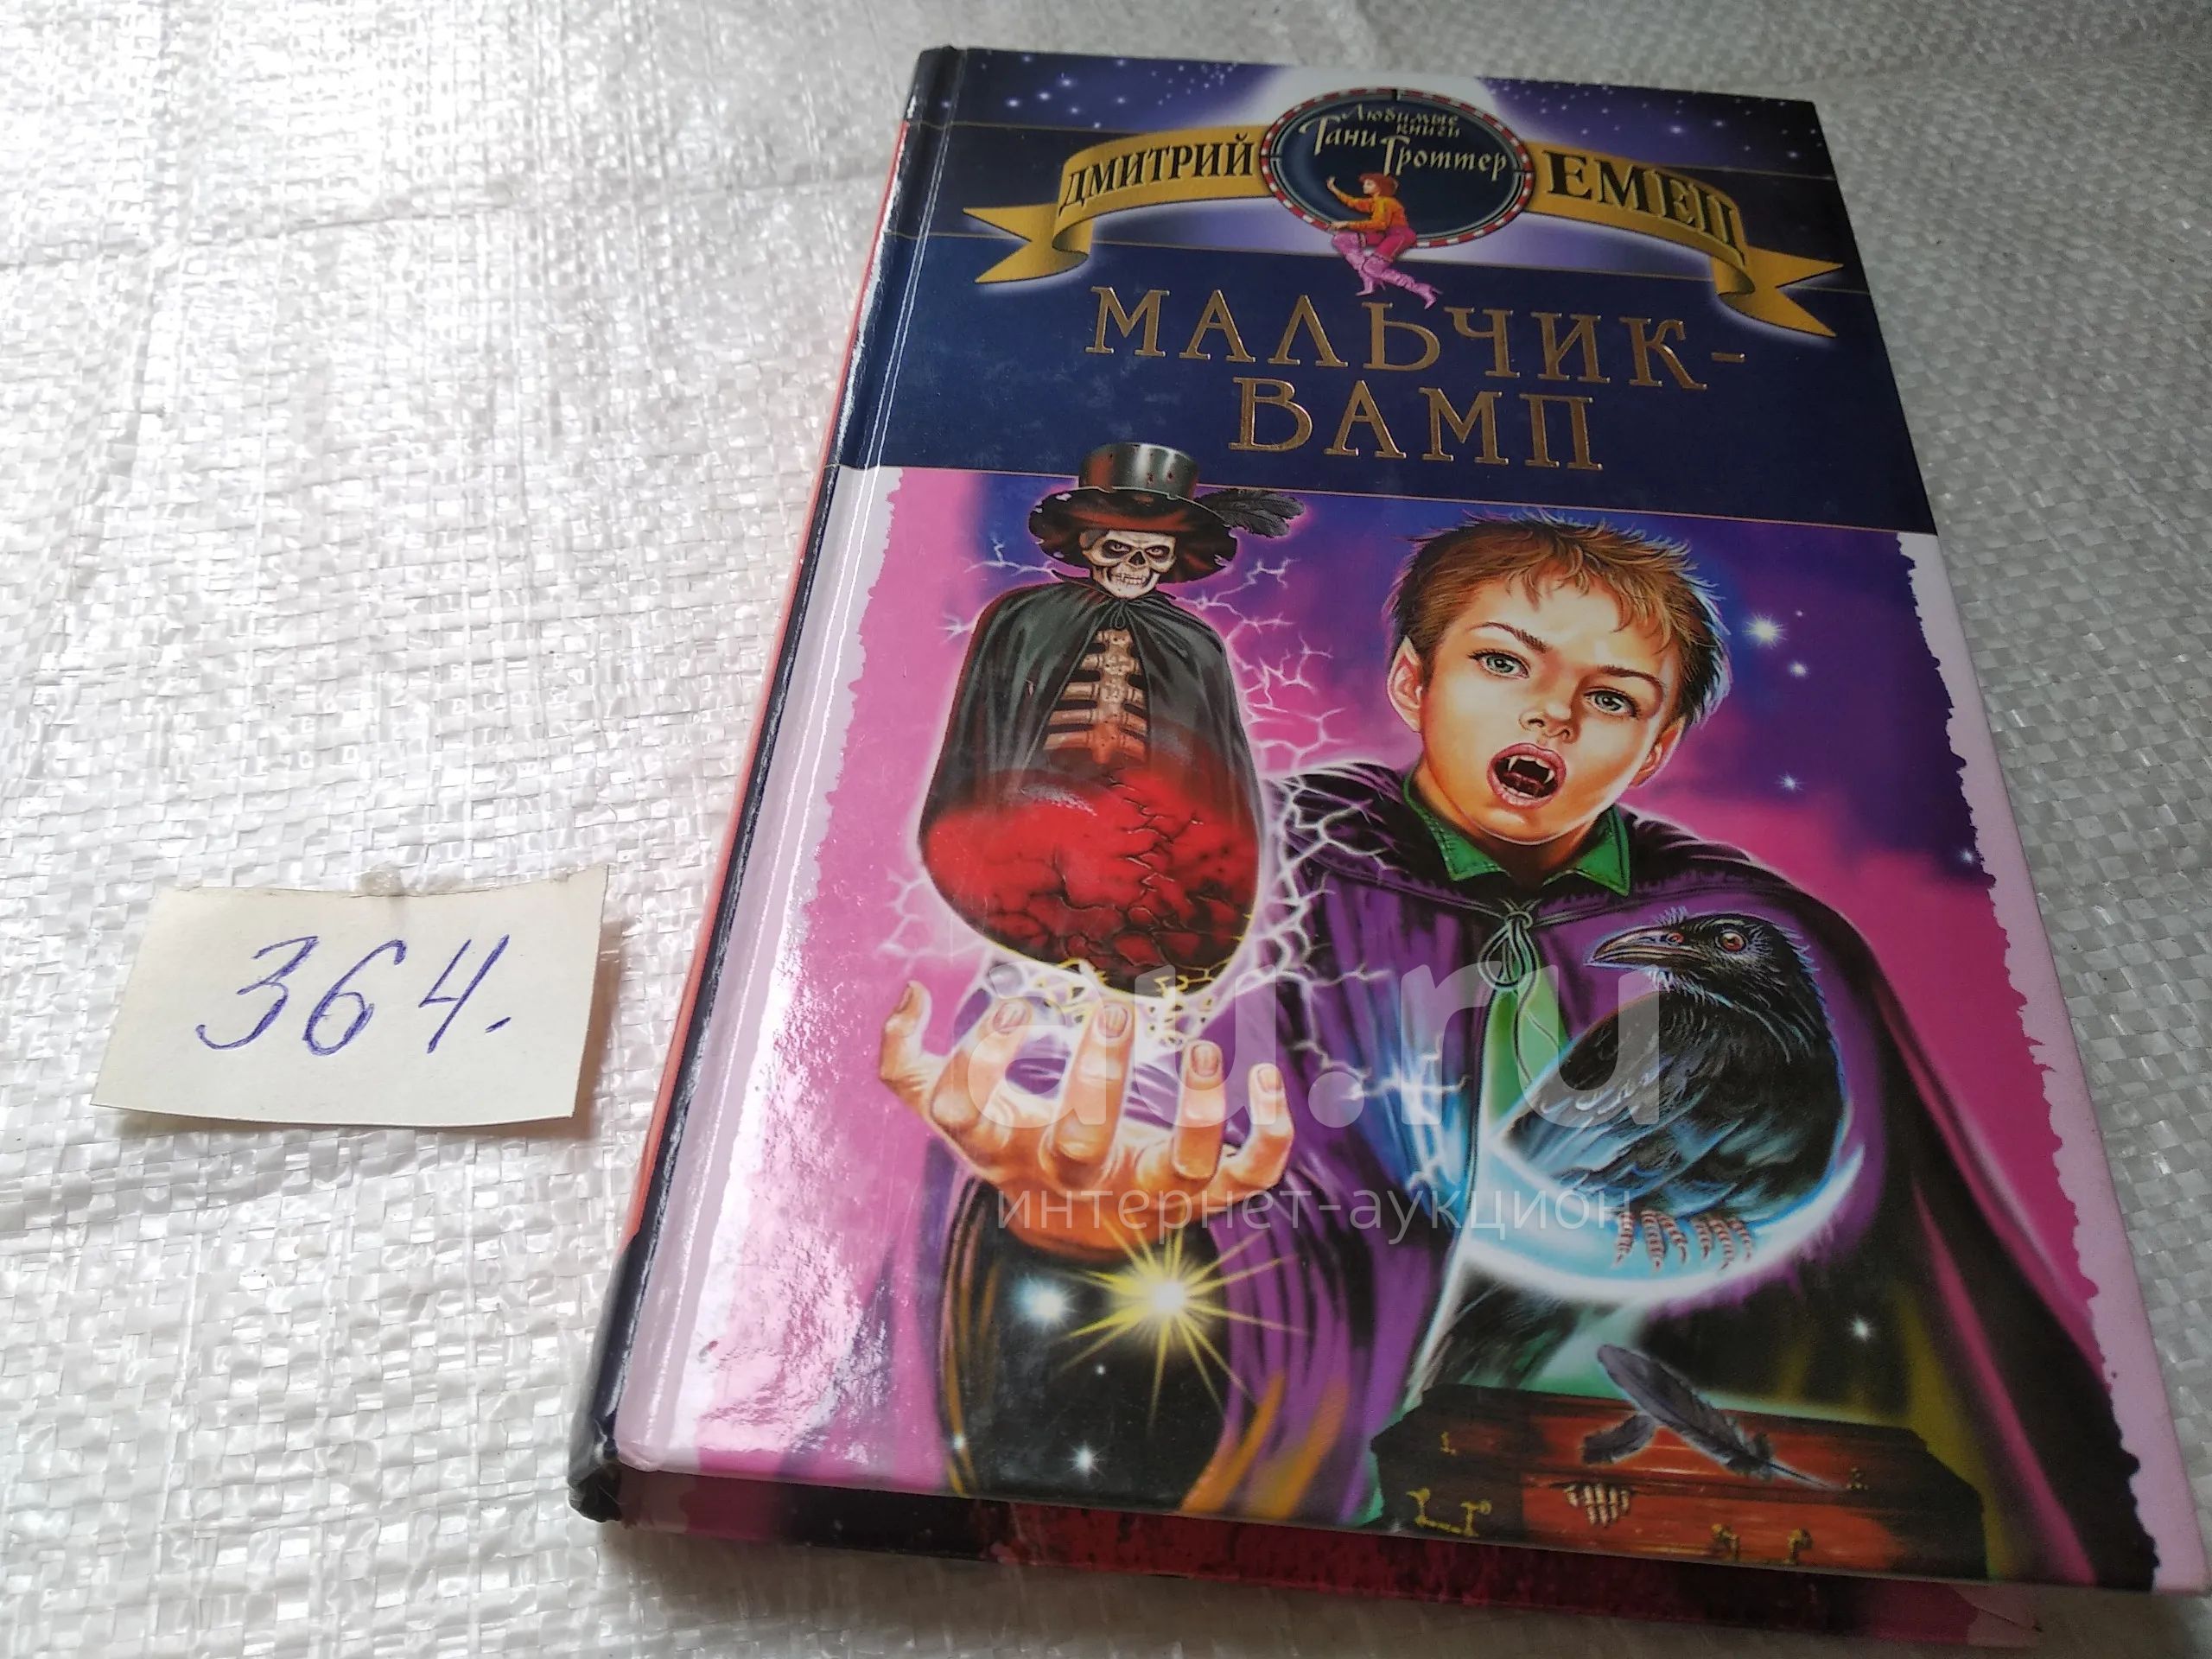 Любимые
книги
Тани
Гроттер
ДМИТРИЙ ЕМЕЦ
МАЛЬЧИК-
ВАМП
364.
au.ru
интернет-аукцион